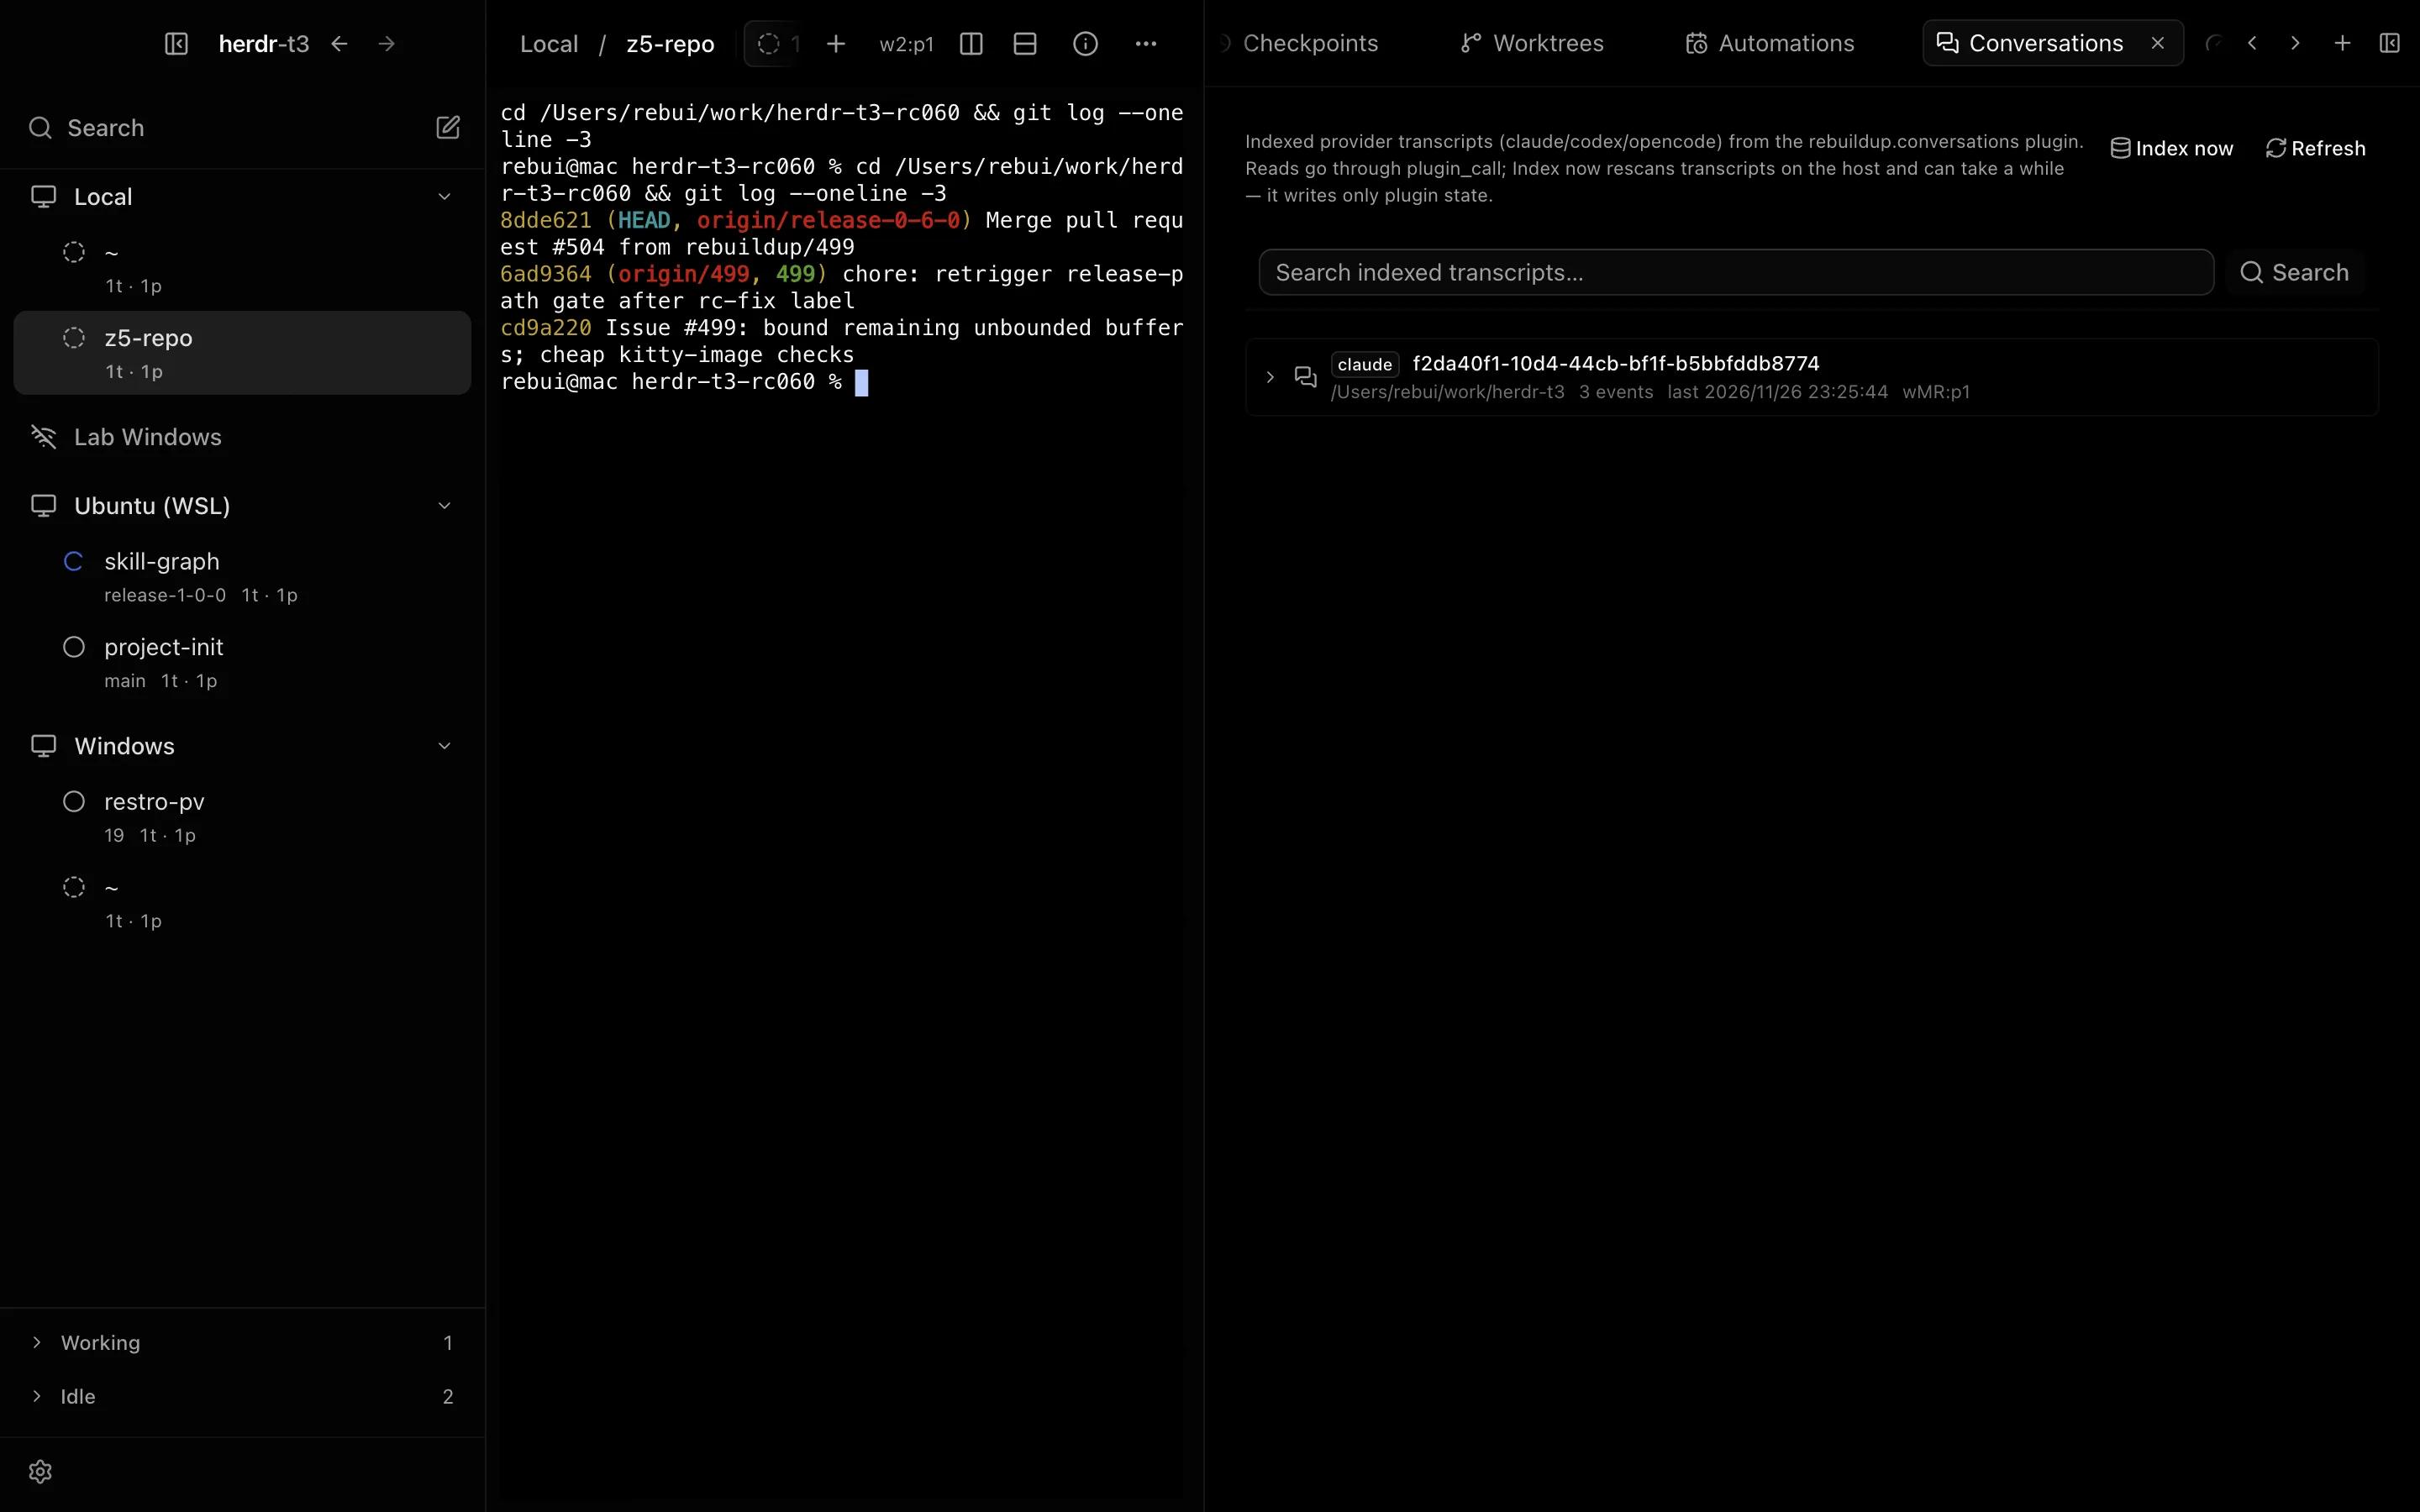 herdr-t3
Search
Local
~
1t · 1p
z5-repo
1t · 1p
Lab Windows
Ubuntu (WSL)
skill-graph
release-1-0-0 1t · 1p
project-init
main 1t · 1p
Windows
restro-pv
19 1t · 1p
~
1t · 1p
Working 1
Idle 2
Local / z5-repo 1 w2:p1
cd /Users/rebui/work/herdr-t3-rc060 && git log --one
line -3
rebui@mac herdr-t3-rc060 % cd /Users/rebui/work/herd
r-t3-rc060 && git log --oneline -3
8dde621 (HEAD, origin/release-0-6-0) Merge pull requ
est #504 from rebuildup/499
6ad9364 (origin/499, 499) chore: retrigger release-p
ath gate after rc-fix label
cd9a220 Issue #499: bound remaining unbounded buffer
s; cheap kitty-image checks
rebui@mac herdr-t3-rc060 %
Checkpoints Worktrees Automations Conversations
Indexed provider transcripts (claude/codex/opencode) from the rebuildup.conversations plugin.
Reads go through plugin_call; Index now rescans transcripts on the host and can take a while
— it writes only plugin state.
Index now Refresh
Search indexed transcripts... Search
claude f2da40f1-10d4-44cb-bf1f-b5bbfddb8774
/Users/rebui/work/herdr-t3 3 events last 2026/11/26 23:25:44 wMR:p1